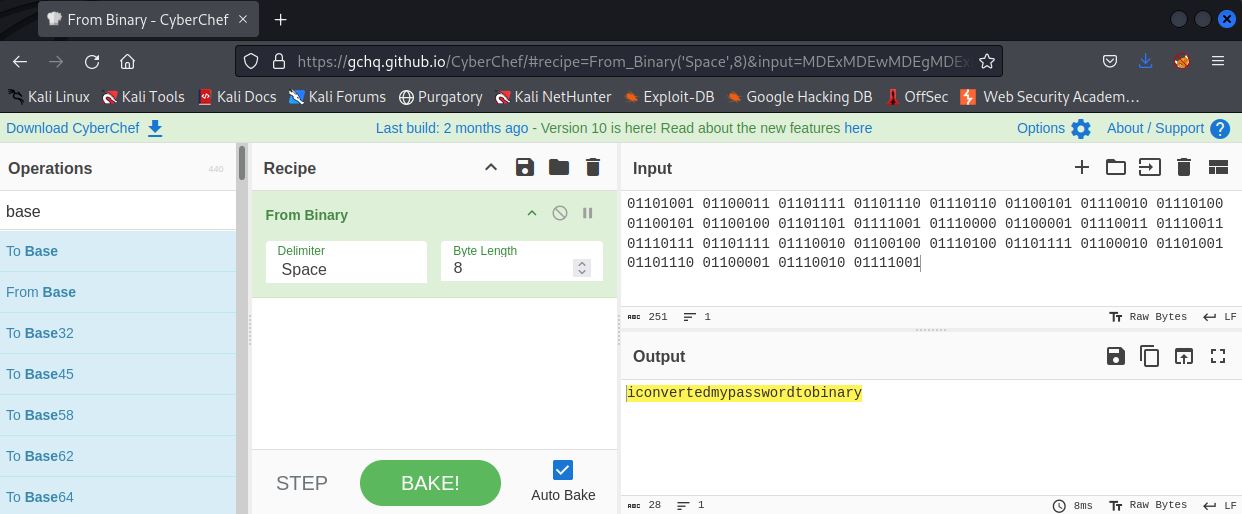 From Binary - CyberChef
https://gchq.github.io/CyberChef/#recipe=From_Binary('Space',8)&input=MDExMDEwMDEgMDEx
Kali Linux Kali Tools Kali Docs Kali Forums Purgatory Kali NetHunter Exploit-DB Google Hacking DB OffSec Web Security Academ…
Download CyberChef Last build: 2 months ago - Version 10 is here! Read about the new features here Options About / Support
Operations 440
base
To Base
From Base
To Base32
To Base45
To Base58
To Base62
To Base64
Recipe
From Binary
Delimiter
Space
Byte Length
8
STEP
BAKE!
Auto Bake
Input
01101001 01100011 01101111 01101110 01110110 01100101 01110010 01110100
01100101 01100100 01101101 01111001 01110000 01100001 01110011 01110011
01110111 01101111 01110010 01100100 01110100 01101111 01100010 01101001
01101110 01100001 01110010 01111001
ABC 251 1 Tт Raw Bytes LF
Output
iconvertedmypasswordtobinary
ABC 28 1 8ms Tт Raw Bytes LF